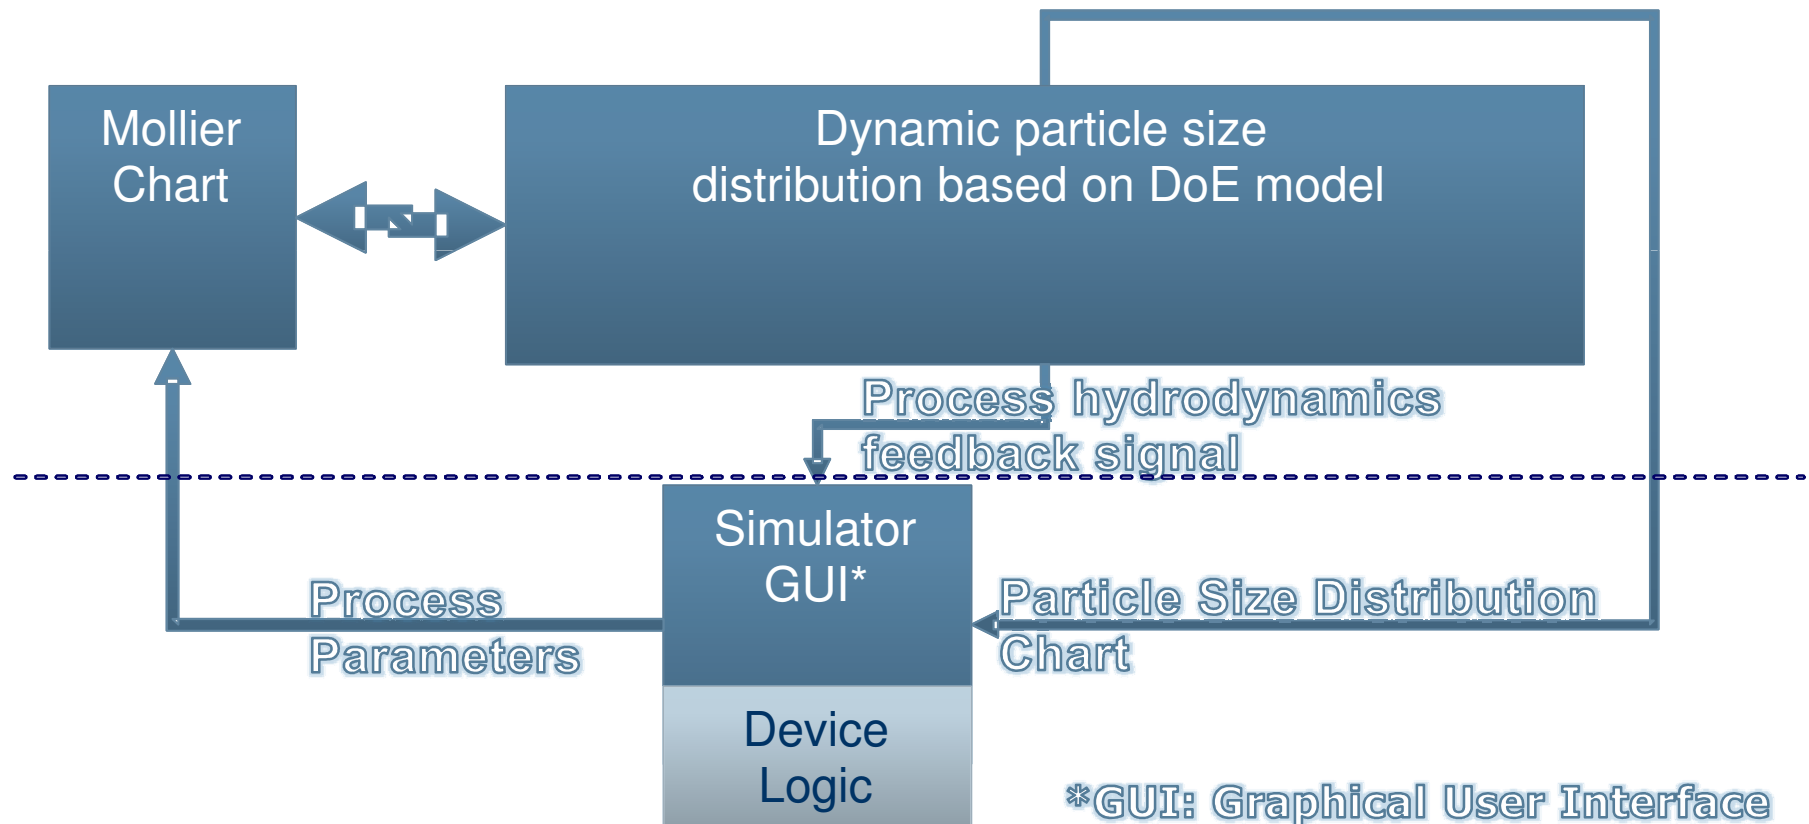 Mollier
Chart
Dynamic particle size
distribution based on DoE model
Process hydrodynamics
feedback signal
Simulator
GUI*
Process
Parameters
Particle Size Distribution
Chart
Device
Logic
*GUI: Graphical User Interface